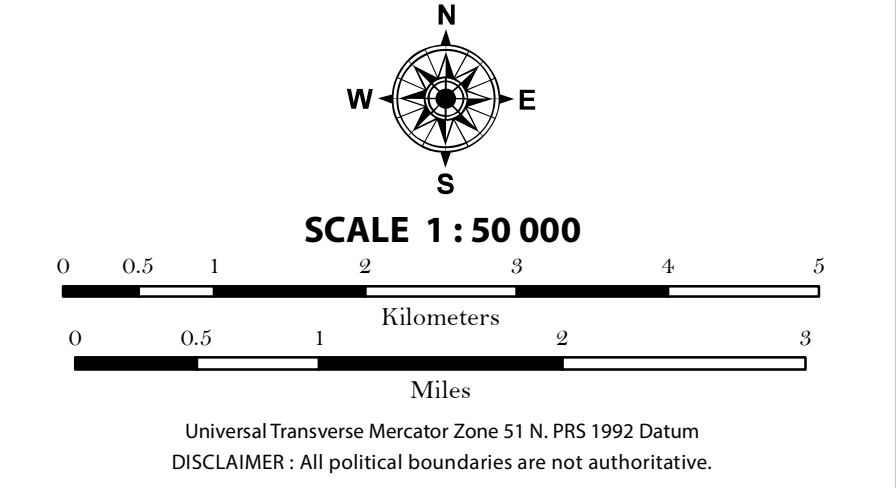 N
W E
S
SCALE 1 : 50 000
0 0.5 1 2 3 4 5
Kilometers
0 0.5 1 2 3
Miles
Universal Transverse Mercator Zone 51 N. PRS 1992 Datum
DISCLAIMER : All political boundaries are not authoritative.